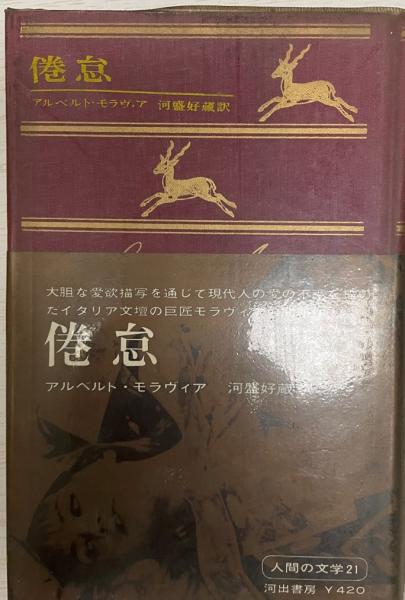 倦怠
アルベルト・モラヴィア 河盛好蔵訳
大胆な愛欲描写を通じて現代人の愛の
たイタリア文壇の巨匠モラヴィア
倦怠
アルベルト・モラヴィア 河盛好蔵
人間の文学21
河出書房 ¥420